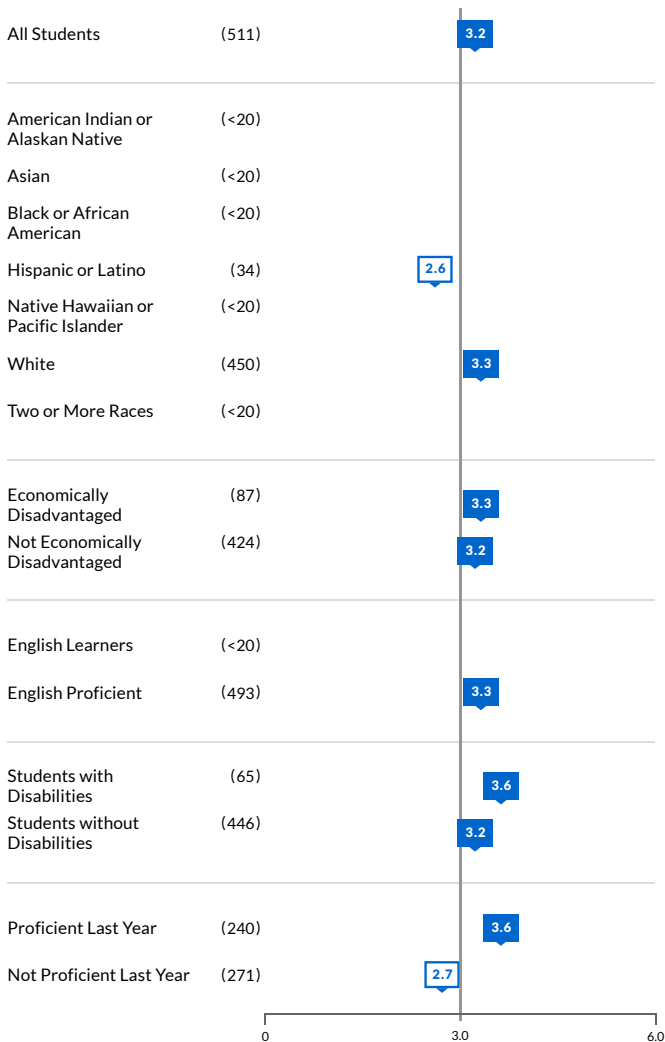 All Students (511) 3.2
American Indian or (<20)
Alaskan Native
Asian (<20)
Black or African (<20)
American
Hispanic or Latino (34) 2.6
Native Hawaiian or (<20)
Pacific Islander
White (450) 3.3
Two or More Races (<20)
Economically (87) 3.3
Disadvantaged
Not Economically (424) 3.2
Disadvantaged
English Learners (<20)
English Proficient (493) 3.3
Students with (65) 3.6
Disabilities
Students without (446) 3.2
Disabilities
Proficient Last Year (240) 3.6
Not Proficient Last Year (271) 2.7
0 3.0 6.0